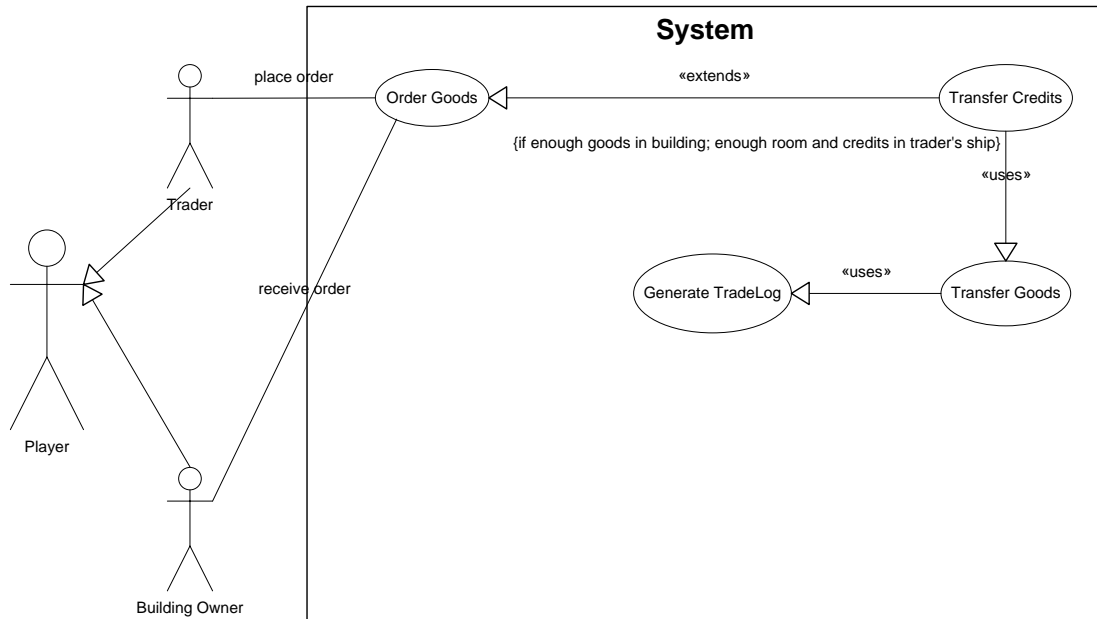 System
place order
«extends»
Order Goods
Transfer Credits
{if enough goods in building; enough room and credits in trader's ship}
«uses»
Trader
receive order
«uses»
Generate TradeLog
Transfer Goods
Player
Building Owner